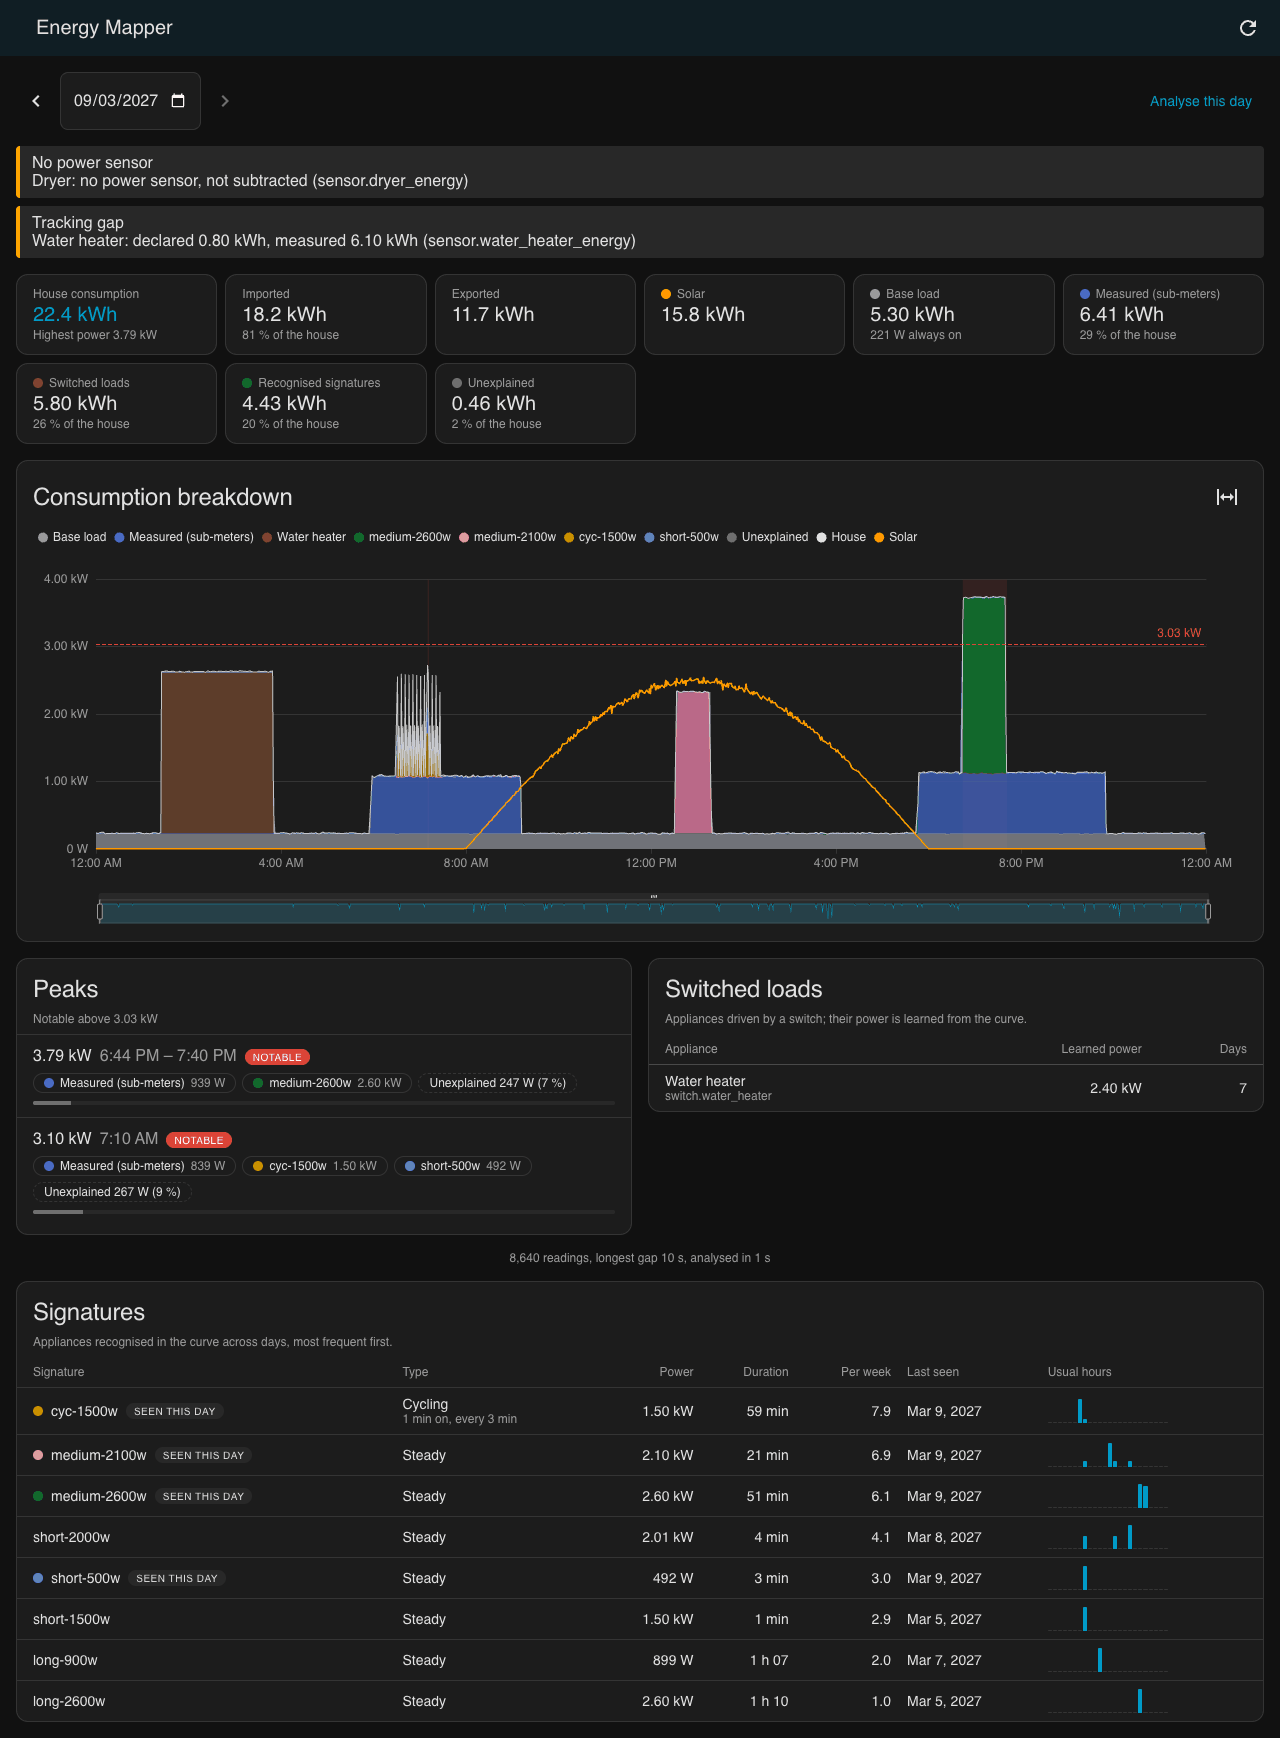 Energy Mapper
09/03/2027
Analyse this day
No power sensor
Dryer: no power sensor, not subtracted (sensor.dryer_energy)
Tracking gap
Water heater: declared 0.80 kWh, measured 6.10 kWh (sensor.water_heater_energy)
House consumption
22.4 kWh
Highest power 3.79 kW
Imported
18.2 kWh
81 % of the house
Exported
11.7 kWh
Solar
15.8 kWh
Base load
5.30 kWh
221 W always on
Measured (sub-meters)
6.41 kWh
29 % of the house
Switched loads
5.80 kWh
26 % of the house
Recognised signatures
4.43 kWh
20 % of the house
Unexplained
0.46 kWh
2 % of the house
Consumption breakdown
Base load Measured (sub-meters) Water heater medium-2600w medium-2100w cyc-1500w short-500w Unexplained House Solar
4.00 kW
3.00 kW
2.00 kW
1.00 kW
0 W
3.03 kW
12:00 AM 4:00 AM 8:00 AM 12:00 PM 4:00 PM 8:00 PM 12:00 AM
Peaks
Notable above 3.03 kW
3.79 kW 6:44 PM – 7:40 PM NOTABLE
Measured (sub-meters) 939 W medium-2600w 2.60 kW Unexplained 247 W (7 %)
3.10 kW 7:10 AM NOTABLE
Measured (sub-meters) 839 W cyc-1500w 1.50 kW short-500w 492 W
Unexplained 267 W (9 %)
Switched loads
Appliances driven by a switch; their power is learned from the curve.
Appliance Learned power Days
Water heater 2.40 kW 7
switch.water_heater
8,640 readings, longest gap 10 s, analysed in 1 s
Signatures
Appliances recognised in the curve across days, most frequent first.
Signature Type Power Duration Per week Last seen Usual hours
cyc-1500w SEEN THIS DAY Cycling 1.50 kW 59 min 7.9 Mar 9, 2027
1 min on, every 3 min
medium-2100w SEEN THIS DAY Steady 2.10 kW 21 min 6.9 Mar 9, 2027
medium-2600w SEEN THIS DAY Steady 2.60 kW 51 min 6.1 Mar 9, 2027
short-2000w Steady 2.01 kW 4 min 4.1 Mar 8, 2027
short-500w SEEN THIS DAY Steady 492 W 3 min 3.0 Mar 9, 2027
short-1500w Steady 1.50 kW 1 min 2.9 Mar 5, 2027
long-900w Steady 899 W 1 h 07 2.0 Mar 7, 2027
long-2600w Steady 2.60 kW 1 h 10 1.0 Mar 5, 2027